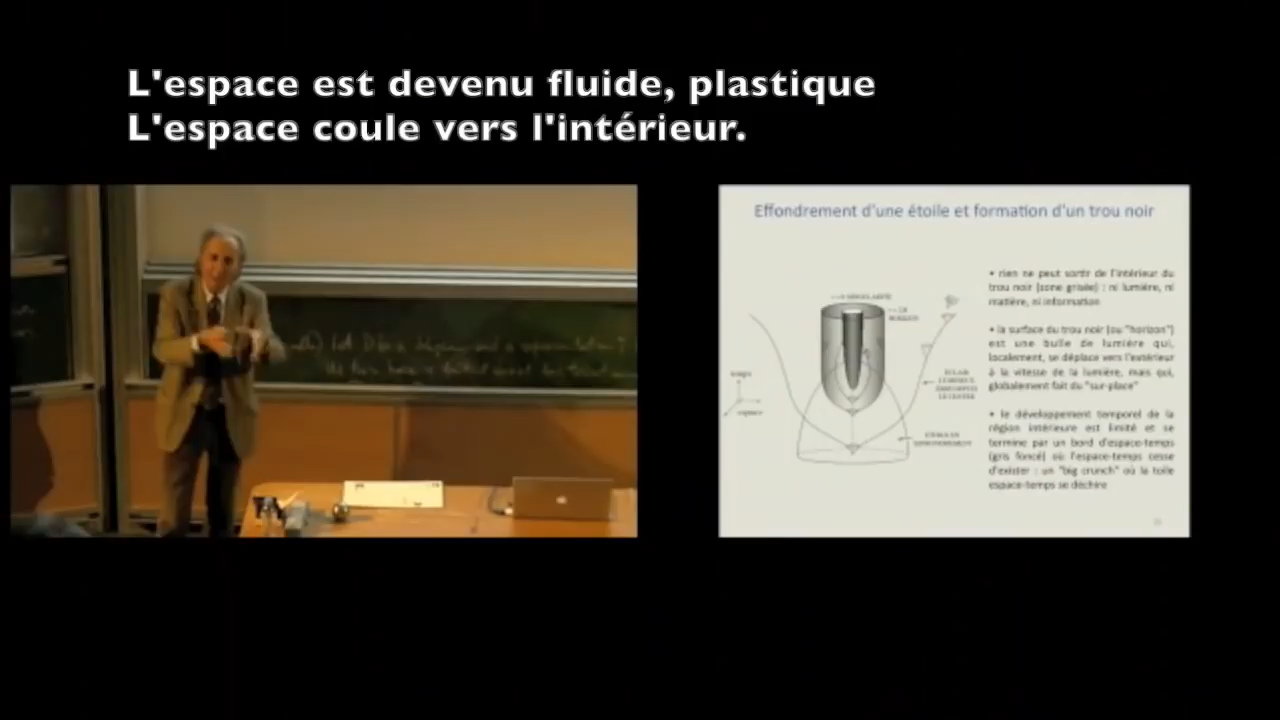 L'espace est devenu fluide, plastique
L'espace coule vers l'intérieur.
Effondrement d'une étoile et formation d'un trou noir
• rien ne peut sortir de l'intérieur du
trou noir (zone grisée) : ni lumière, ni
matière, ni information
• la surface du trou noir (ou "horizon")
est une bulle de lumière qui,
localement, se déplace vers l'extérieur
à la vitesse de la lumière, mais qui,
globalement fait du "sur-place"
• le développement temporel de la
région intérieure est limité et se
termine par un bord d'espace-temps
(gris foncé) où l'espace-temps cesse
d'exister : un "big crunch" où la toile
espace-temps se déchire
temps
espace